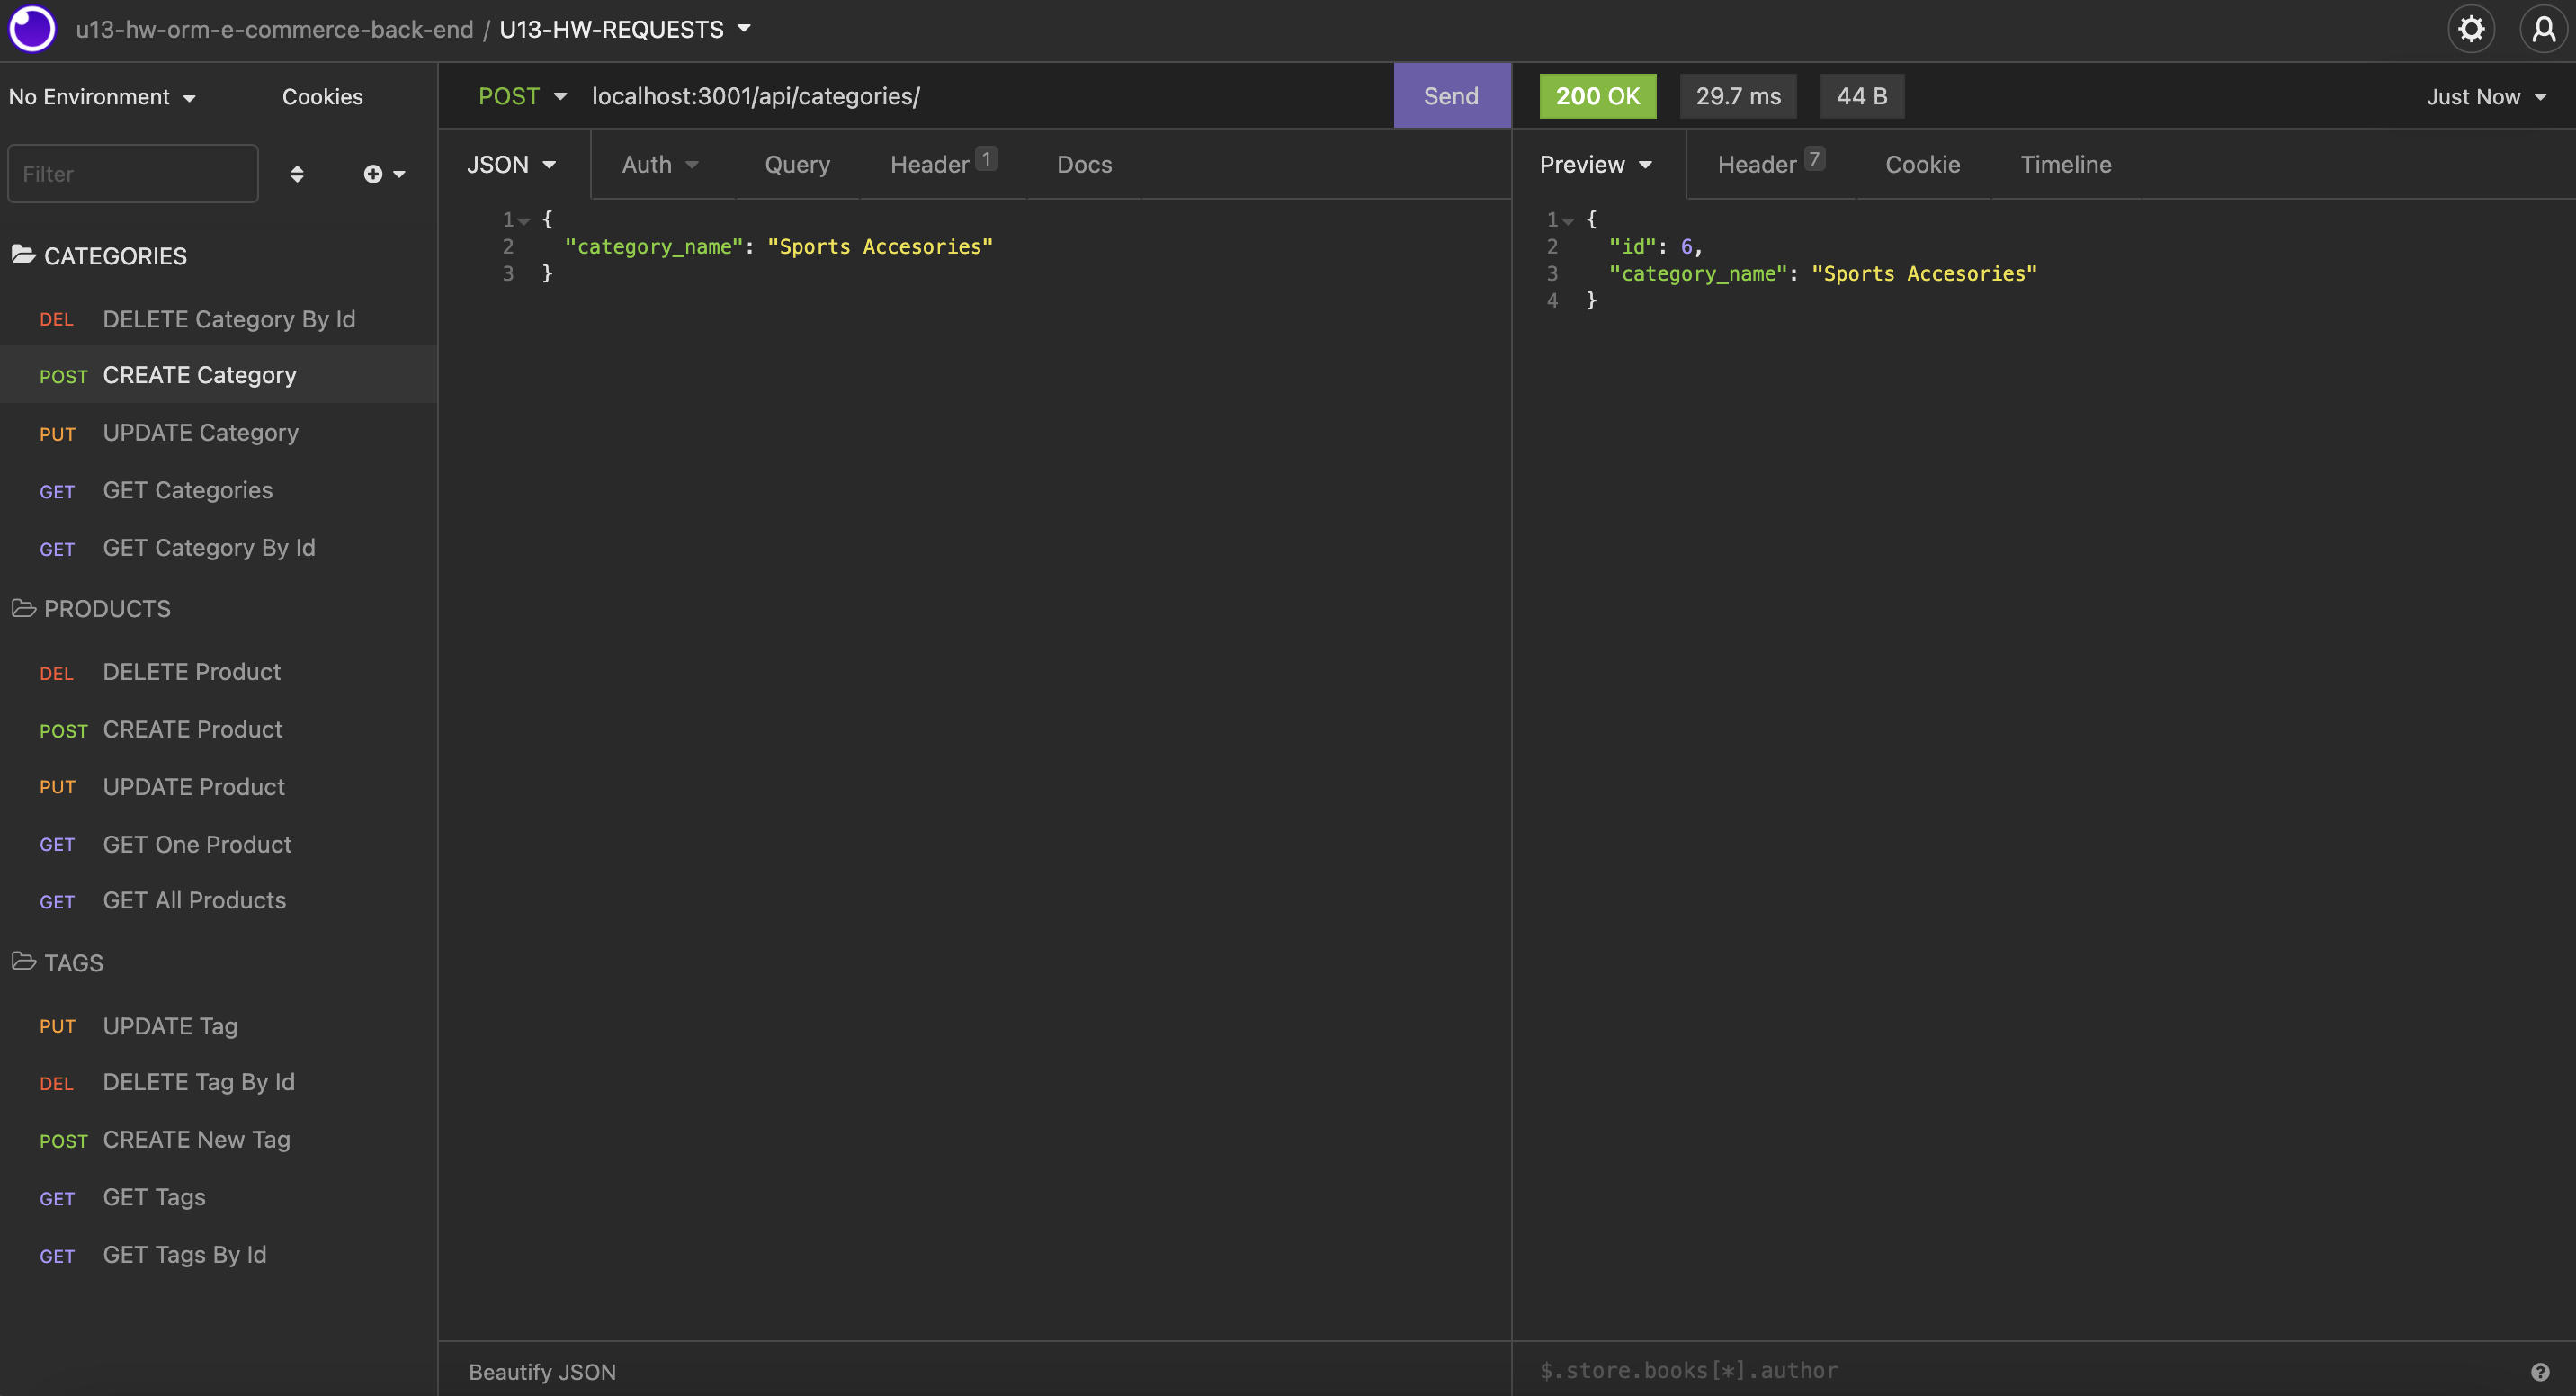 u13-hw-orm-e-commerce-back-end / U13-HW-REQUESTS
No Environment
Cookies
Filter
CATEGORIES
DEL DELETE Category By Id
POST CREATE Category
PUT UPDATE Category
GET GET Categories
GET GET Category By Id
PRODUCTS
DEL DELETE Product
POST CREATE Product
PUT UPDATE Product
GET GET One Product
GET GET All Products
TAGS
PUT UPDATE Tag
DEL DELETE Tag By Id
POST CREATE New Tag
GET GET Tags
GET GET Tags By Id
POST localhost:3001/api/categories/ Send
JSON Auth Query Header 1 Docs
1 {
2 "category_name": "Sports Accesories"
3 }
Beautify JSON
200 OK 29.7 ms 44 B Just Now
Preview Header 7 Cookie Timeline
1 {
2 "id": 6,
3 "category_name": "Sports Accesories"
4 }
$.store.books[*].author ?